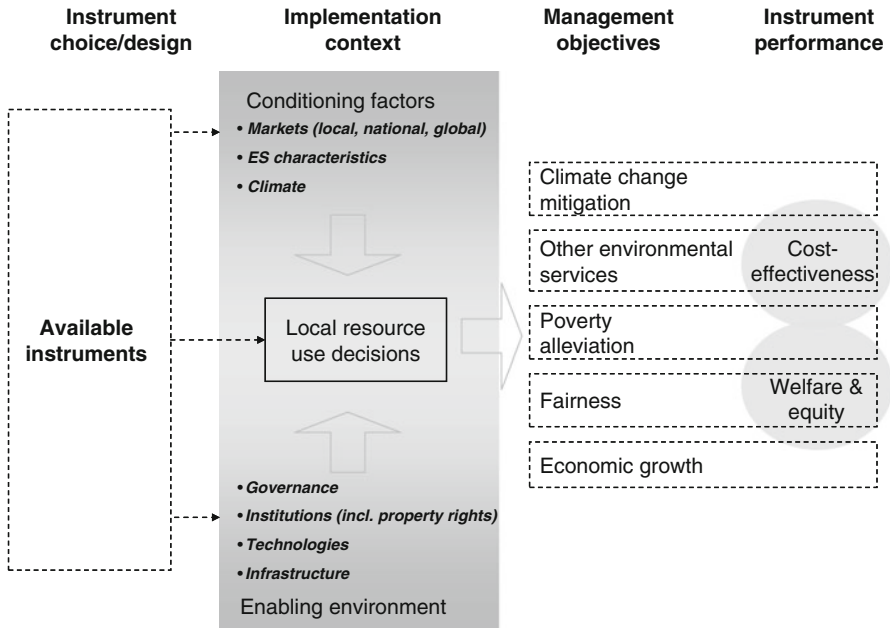 Instrument
choice/design
Implementation
context
Management
objectives
Instrument
performance
Available
instruments
Conditioning factors
• Markets (local, national, global)
• ES characteristics
• Climate
Local resource
use decisions
• Governance
• Institutions (incl. property rights)
• Technologies
• Infrastructure
Enabling environment
Climate change
mitigation
Other environmental
services
Poverty
alleviation
Fairness
Economic growth
Cost-
effectiveness
Welfare &
equity